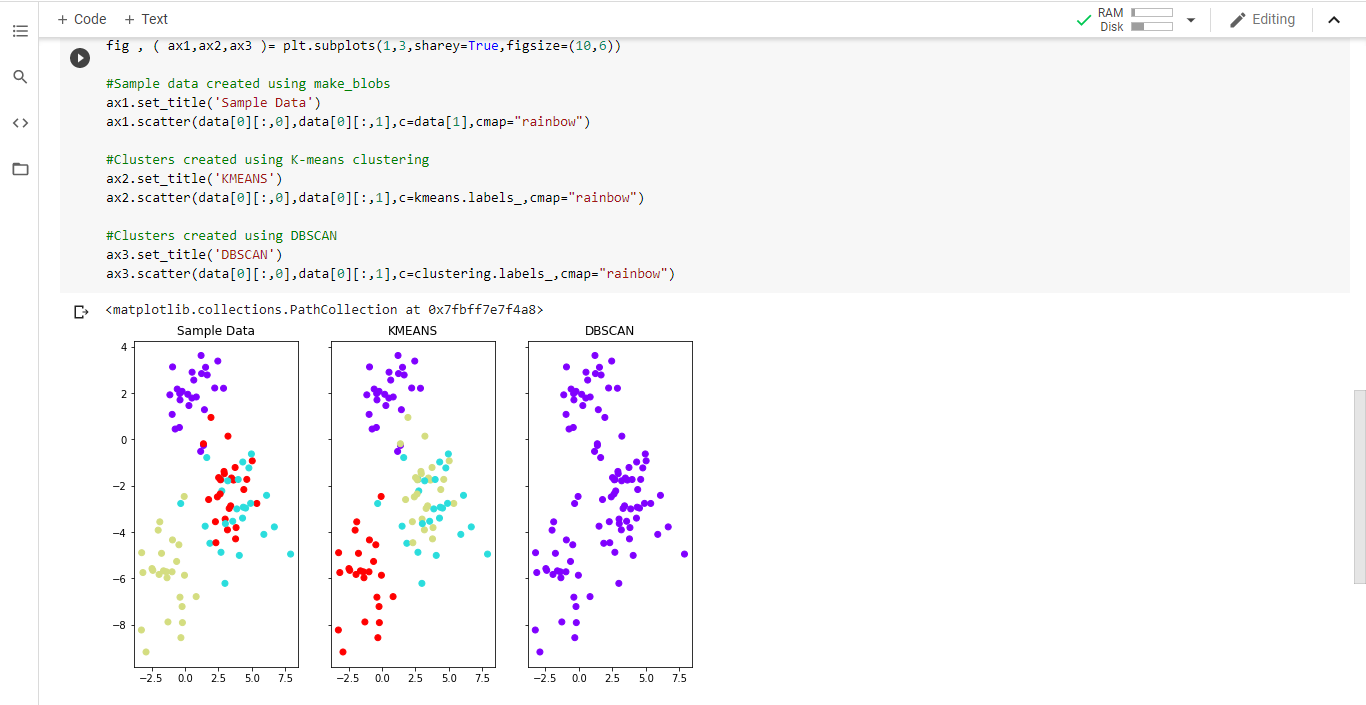 + Code + Text
RAM
Disk
Editing
fig , ( ax1,ax2,ax3 )= plt.subplots(1,3,sharey=True,figsize=(10,6))
#Sample data created using make_blobs
ax1.set_title('Sample Data')
ax1.scatter(data[0][:,0],data[0][:,1],c=data[1],cmap="rainbow")
#Clusters created using K-means clustering
ax2.set_title('KMEANS')
ax2.scatter(data[0][:,0],data[0][:,1],c=kmeans.labels_,cmap="rainbow")
#Clusters created using DBSCAN
ax3.set_title('DBSCAN')
ax3.scatter(data[0][:,0],data[0][:,1],c=clustering.labels_,cmap="rainbow")
<matplotlib.collections.PathCollection at 0x7fbff7e7f4a8>
Sample Data KMEANS DBSCAN
4
2
0
−2
−4
−6
−8
−2.5 0.0 2.5 5.0 7.5 −2.5 0.0 2.5 5.0 7.5 −2.5 0.0 2.5 5.0 7.5